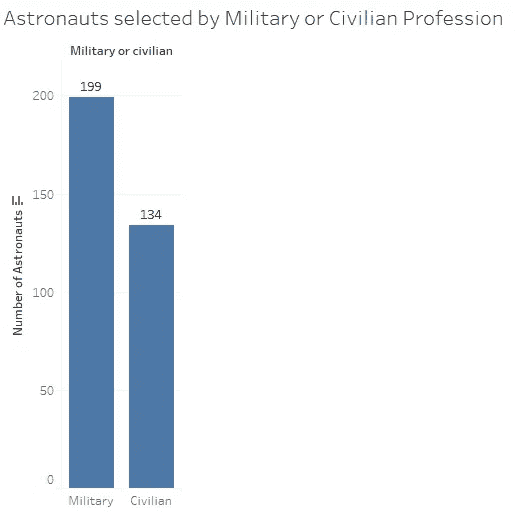 Astronauts selected by Military or Civilian Profession
Military or civilian
199
200
134
150
Number of Astronauts
100
50
0
Military Civilian